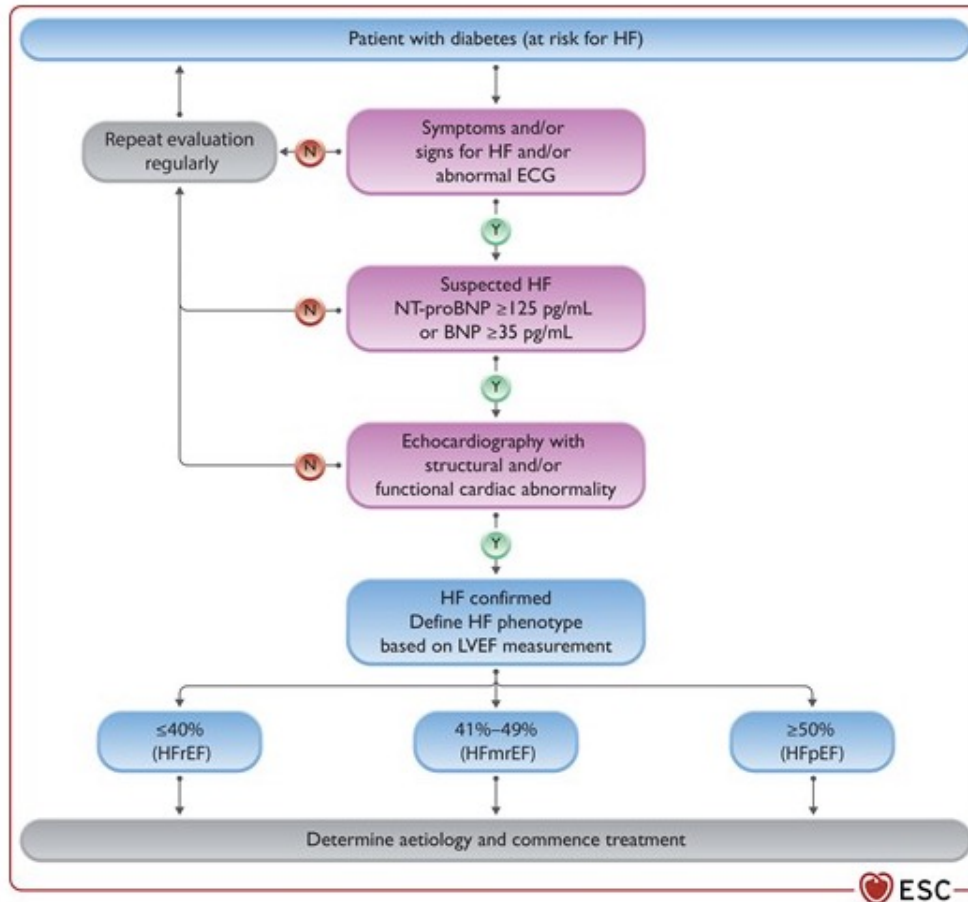 Patient with diabetes (at risk for HF)
Repeat evaluation
regularly
N
Symptoms and/or
signs for HF and/or
abnormal ECG
Y
N
Suspected HF
NT-proBNP ≥125 pg/mL
or BNP ≥35 pg/mL
Y
N
Echocardiography with
structural and/or
functional cardiac abnormality
Y
HF confirmed
Define HF phenotype
based on LVEF measurement
≤40%
(HFrEF)
41%–49%
(HFmrEF)
≥50%
(HFpEF)
Determine aetiology and commence treatment
ESC